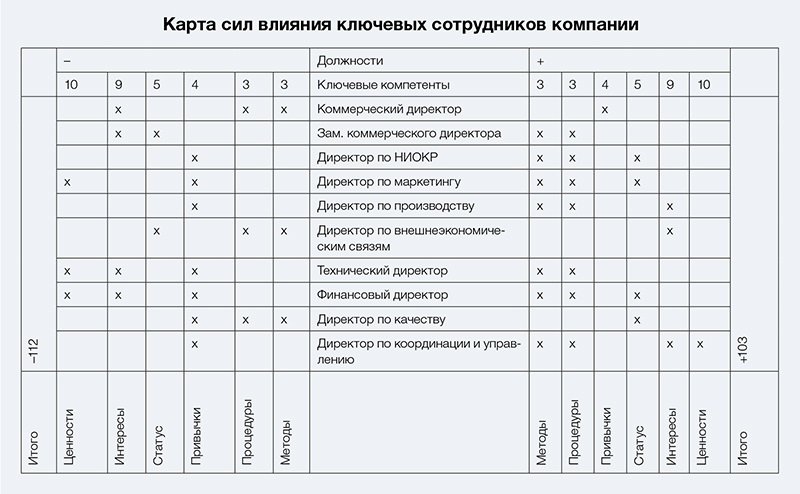 Карта сил влияния ключевых сотрудников компании
– Должности +
10 9 5 4 3 3 Ключевые компетенты 3 3 4 5 9 10
x x x Коммерческий директор x
x x Зам. коммерческого директора x x
x Директор по НИОКР x x x
x x Директор по маркетингу x x x
x Директор по производству x x x
x x x Директор по внешнеэкономиче- x
ским связям
x x x Технический директор x x
x x x Финансовый директор x x x
x x x Директор по качеству x
x Директор по координации и управ- x x x x
лению
–112 +103
Итого Ценности Интересы Статус Привычки Процедуры Методы Методы Процедуры Привычки Статус Интересы Ценности Итого